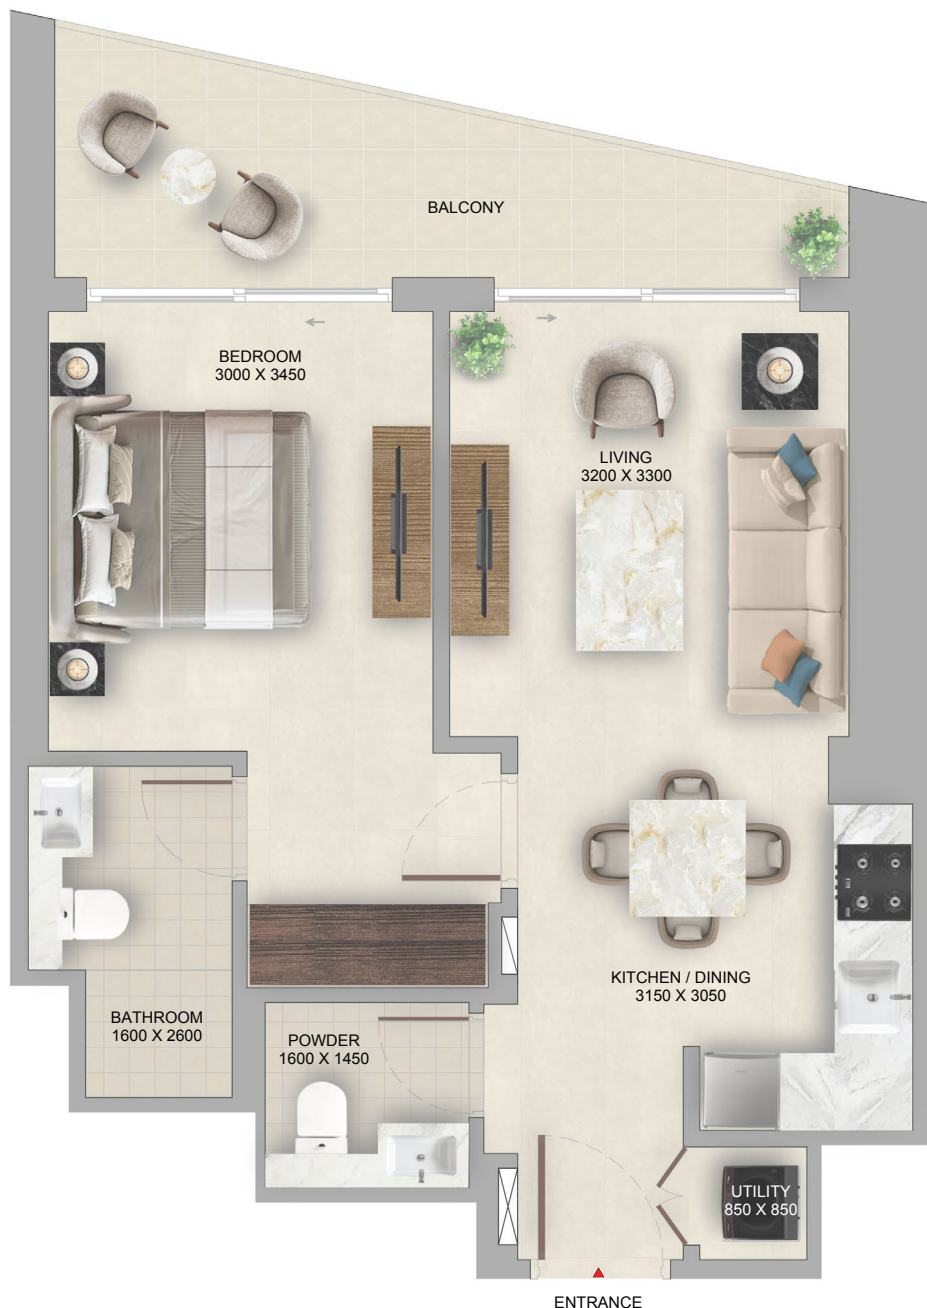 BALCONY
BEDROOM
3000 X 3450
LIVING
3200 X 3300
KITCHEN / DINING
3150 X 3050
BATHROOM
1600 X 2600
POWDER
1600 X 1450
UTILITY
850 X 850
ENTRANCE